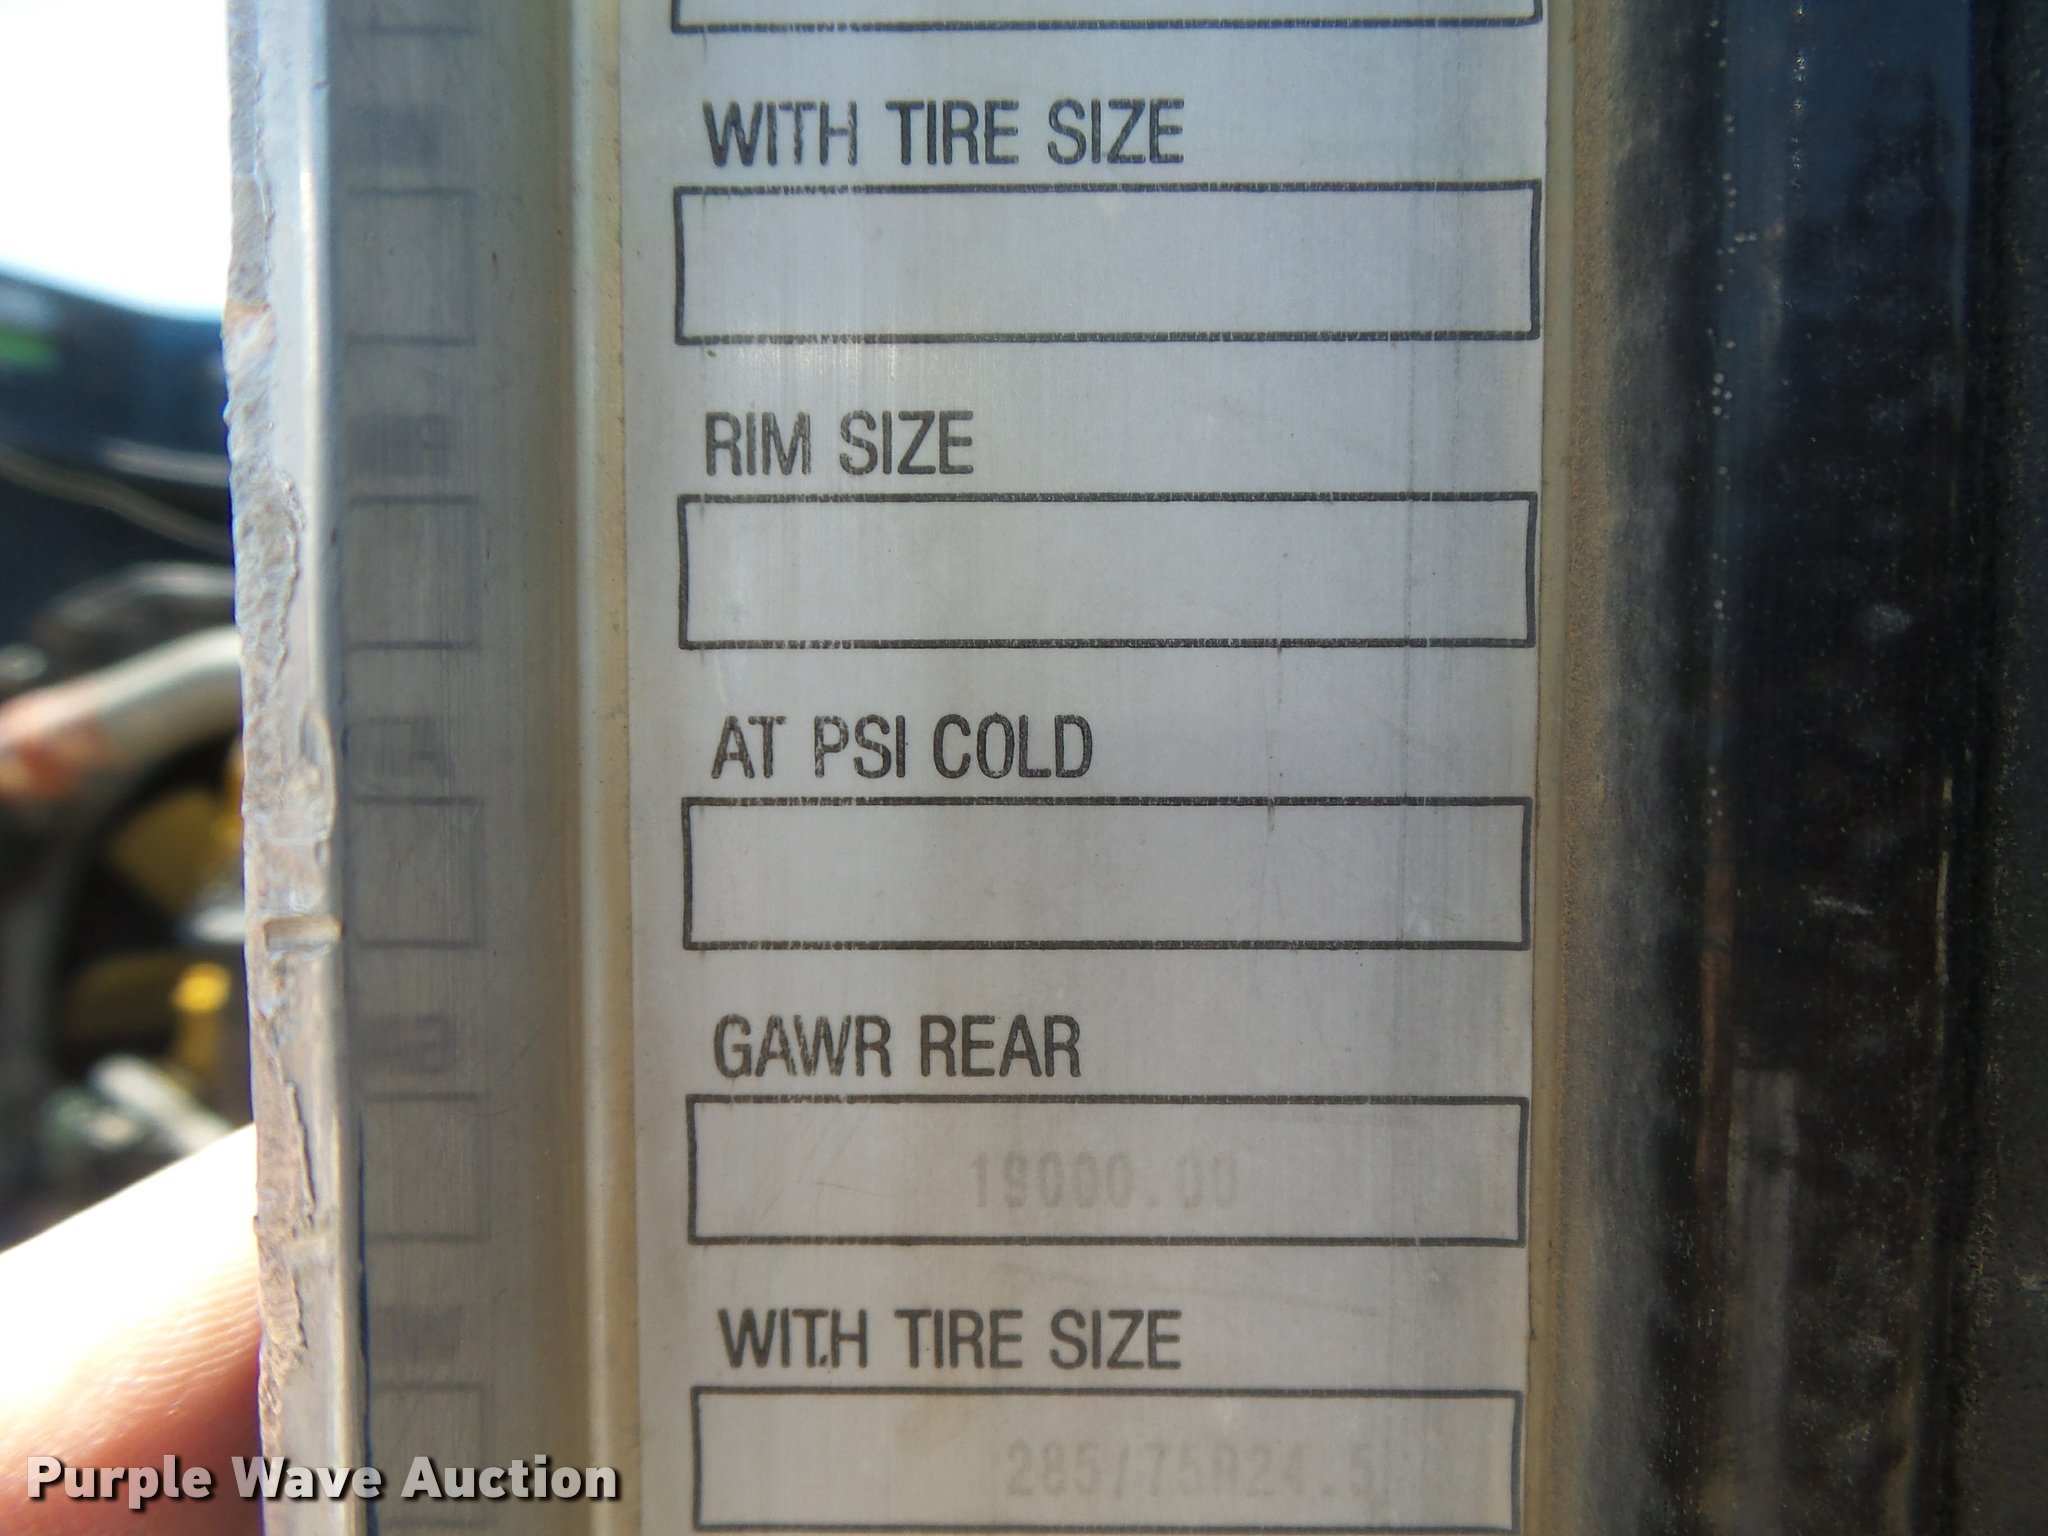 WITH TIRE SIZE
RIM SIZE
AT PSI COLD
GAWR REAR
19000.00
WITH TIRE SIZE
285/75R24.5
Purple Wave Auction